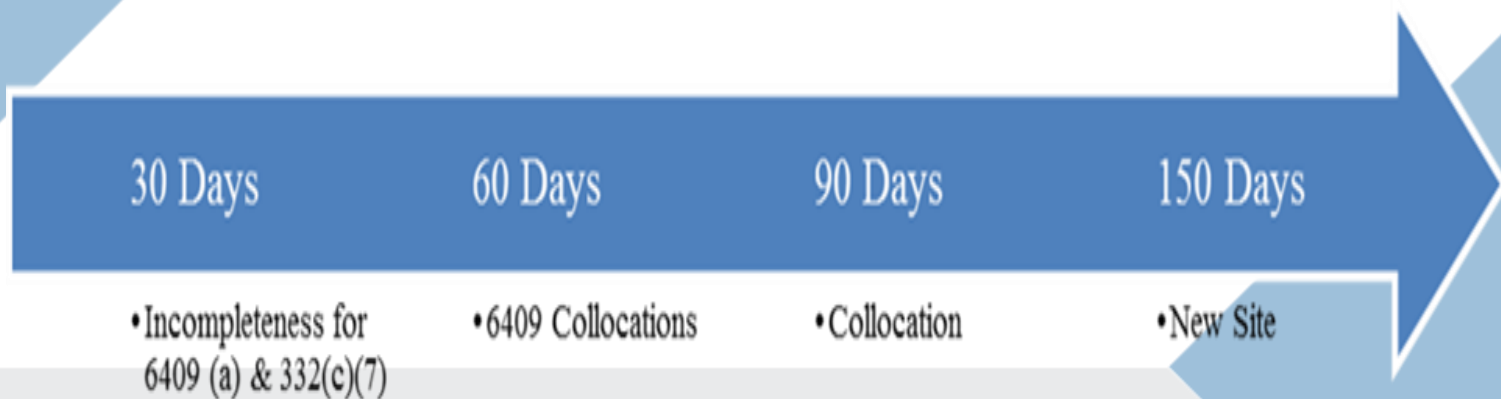 30 Days 60 Days 90 Days 150 Days
•Incompleteness for
6409 (a) & 332(c)(7)
•6409 Collocations
•Collocation
•New Site